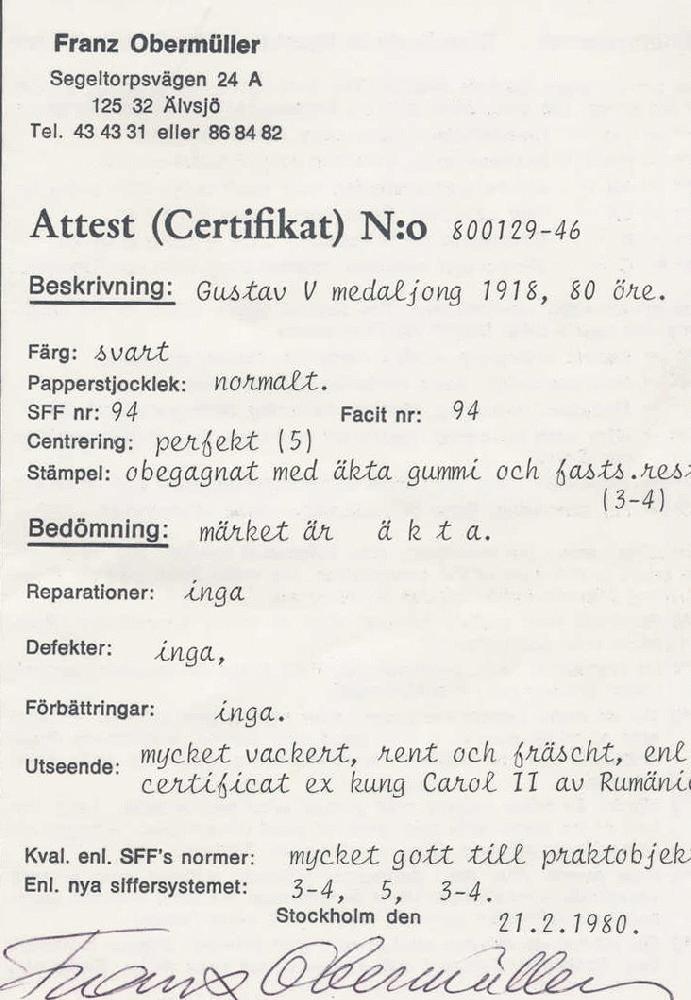 Franz Obermüller
Segeltorpsvägen 24 A
125 32 Älvsjö
Tel. 43 43 31 eller 86 84 82
Attest (Certifikat) N:o 800129-46
Beskrivning: Gustav V medaljong 1918, 80 öre.
Färg: svart
Papperstjocklek: normalt.
SFF nr: 94 Facit nr: 94
Centrering: perfekt (5)
Stämpel: obegagnat med äkta gummi och fasts.res
(3-4)
Bedömning: märket är ä k t a.
Reparationer: inga
Defekter: inga,
Förbättringar: inga.
Utseende: mycket vackert, rent och fräscht, enl
certificat ex kung Carol II av Rumänie
Kval. enl. SFF's normer: mycket gott till praktobjek
Enl. nya siffersystemet: 3-4, 5, 3-4.
Stockholm den 21.2.1980.
Franz Obermüller